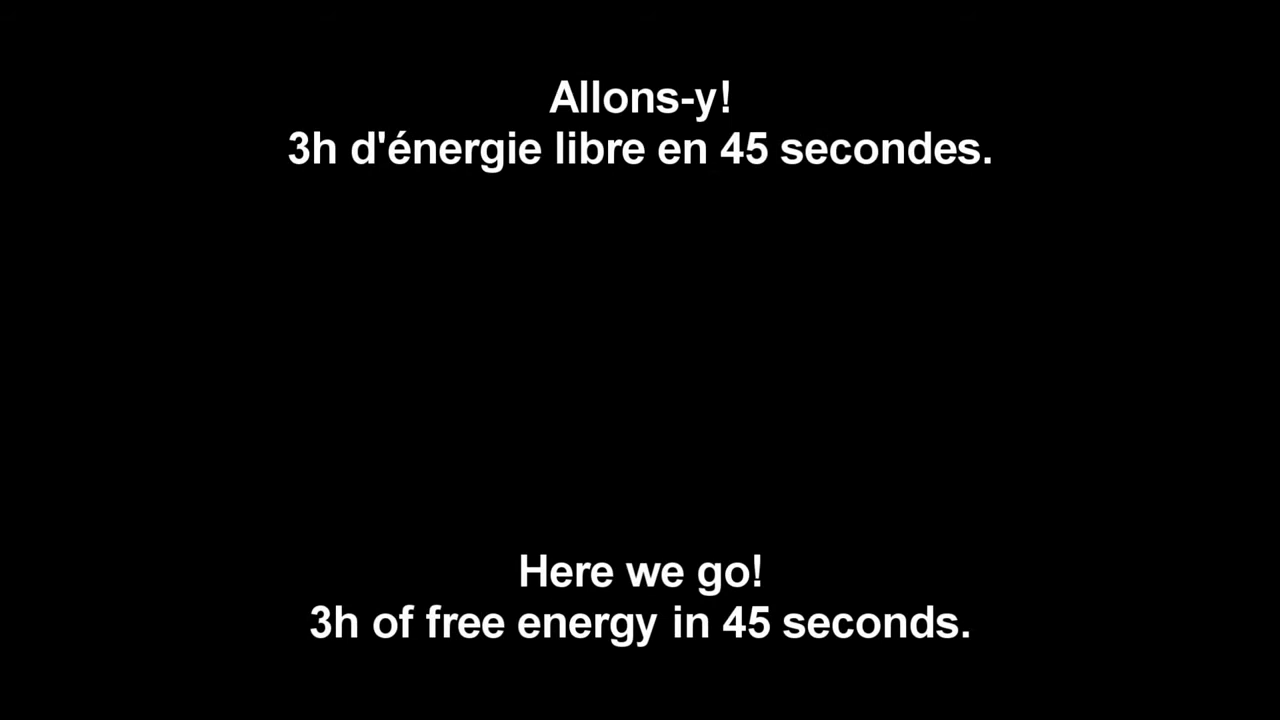 Allons-y!
3h d'énergie libre en 45 secondes.
Here we go!
3h of free energy in 45 seconds.